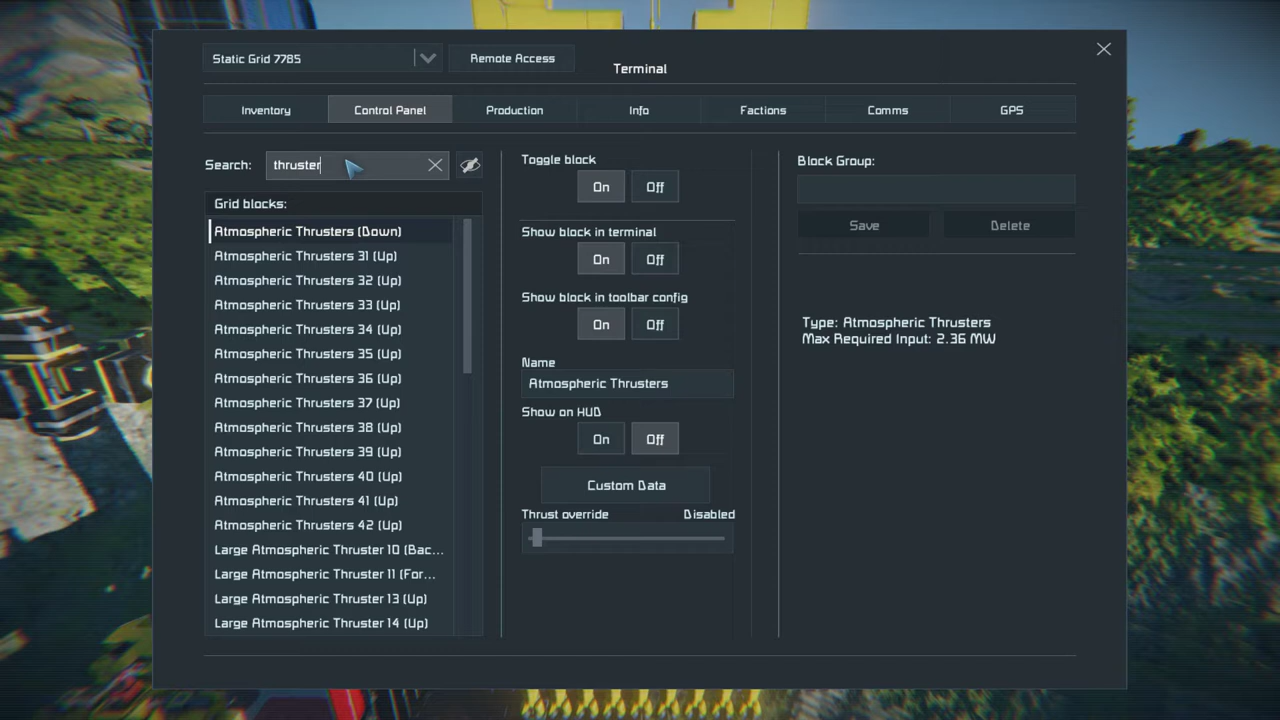 Static Grid 7785
Remote Access
Terminal
Inventory
Control Panel
Production
Info
Factions
Comms
GPS
Search:
thruster
Grid blocks:
Atmospheric Thrusters (Down)
Atmospheric Thrusters 31 (Up)
Atmospheric Thrusters 32 (Up)
Atmospheric Thrusters 33 (Up)
Atmospheric Thrusters 34 (Up)
Atmospheric Thrusters 35 (Up)
Atmospheric Thrusters 36 (Up)
Atmospheric Thrusters 37 (Up)
Atmospheric Thrusters 38 (Up)
Atmospheric Thrusters 39 (Up)
Atmospheric Thrusters 40 (Up)
Atmospheric Thrusters 41 (Up)
Atmospheric Thrusters 42 (Up)
Large Atmospheric Thruster 10 (Bac...
Large Atmospheric Thruster 11 (For...
Large Atmospheric Thruster 13 (Up)
Large Atmospheric Thruster 14 (Up)
Toggle block
On
Off
Show block in terminal
On
Off
Show block in toolbar config
On
Off
Name
Atmospheric Thrusters
Show on HUD
On
Off
Custom Data
Thrust override
Disabled
Block Group:
Save
Delete
Type: Atmospheric Thrusters
Max Required Input: 2.36 MW